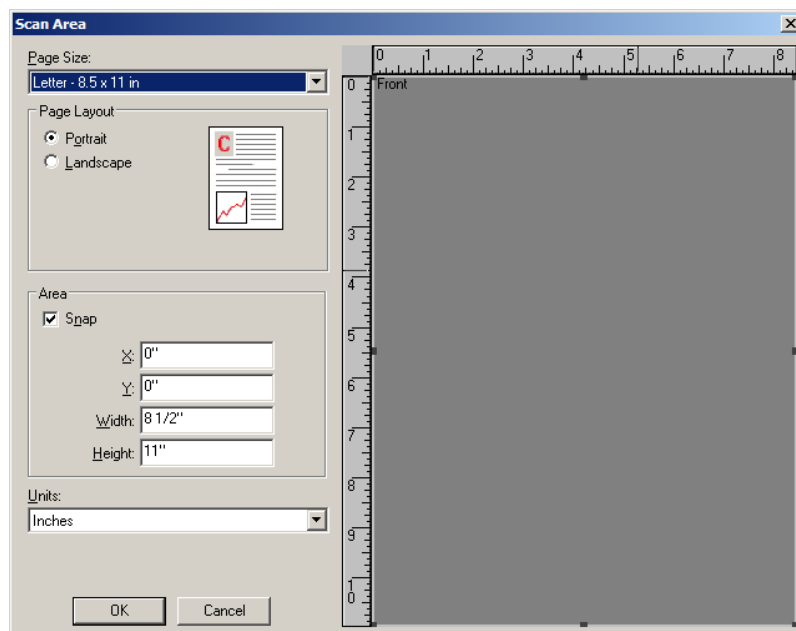 Scan Area
Page Size:
Letter - 8.5 x 11 in
Page Layout
Portrait
Landscape
C
Area
Snap
X: 0"
Y: 0"
Width: 8 1/2"
Height: 11"
Units:
Inches
OK Cancel
0 1 2 3 4 5 6 7 8
Front
0
1
2
3
4
5
6
7
8
9
10